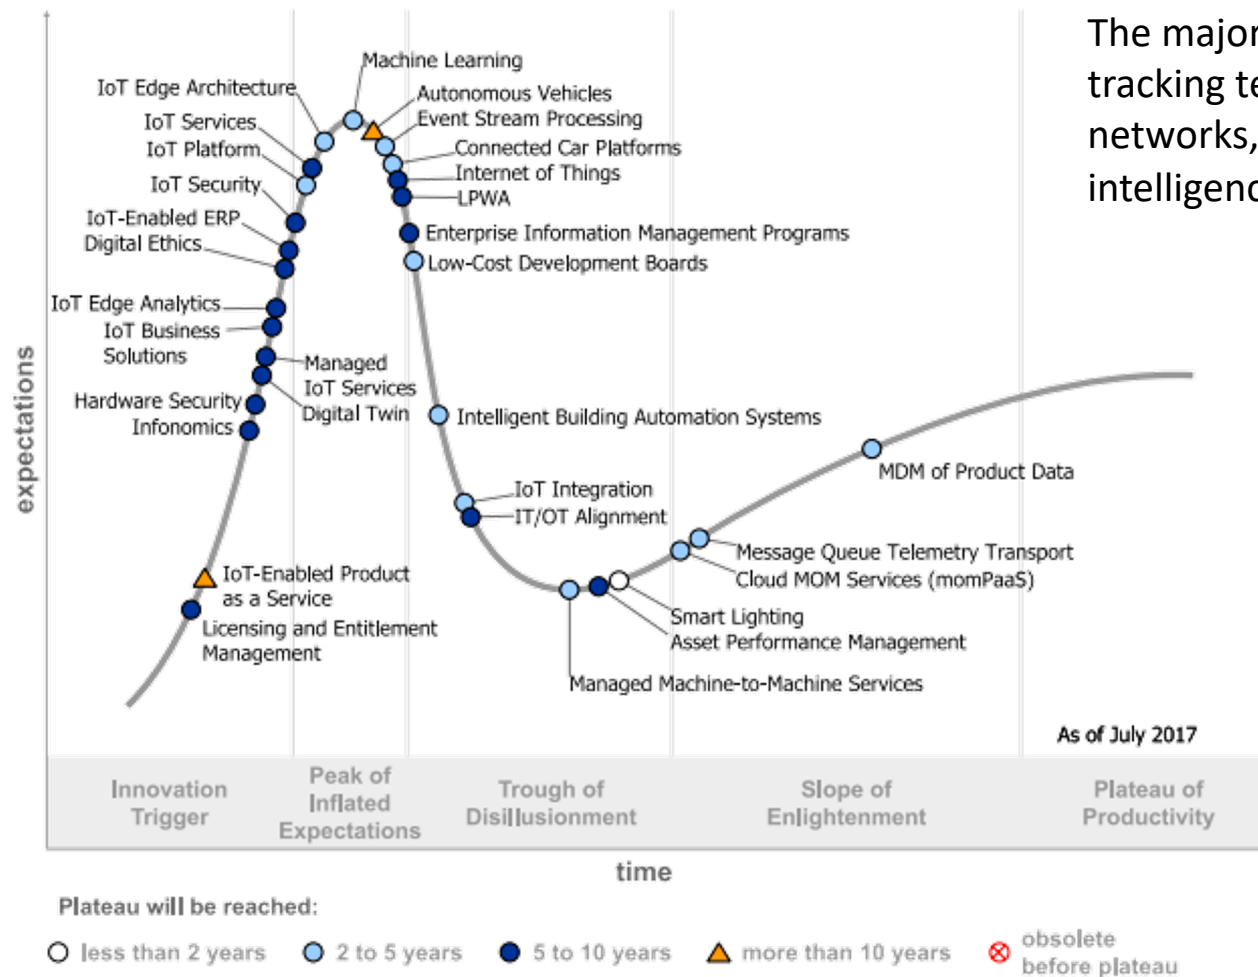 The major
tracking te
networks,
intelligenc
Machine Learning
IoT Edge Architecture
Autonomous Vehicles
IoT Services
Event Stream Processing
IoT Platform
Connected Car Platforms
Internet of Things
IoT Security
LPWA
IoT-Enabled ERP
Enterprise Information Management Programs
Digital Ethics
Low-Cost Development Boards
IoT Edge Analytics
IoT Business
Solutions
Managed
IoT Services
Digital Twin
Hardware Security
Infonomics
Intelligent Building Automation Systems
MDM of Product Data
IoT Integration
IT/OT Alignment
Message Queue Telemetry Transport
Cloud MOM Services (momPaaS)
IoT-Enabled Product
as a Service
Smart Lighting
Licensing and Entitlement
Management
Asset Performance Management
Managed Machine-to-Machine Services
expectations
As of July 2017
Innovation
Trigger
Peak of
Inflated
Expectations
Trough of
Disillusionment
Slope of
Enlightenment
Plateau of
Productivity
time
Plateau will be reached:
less than 2 years
2 to 5 years
5 to 10 years
more than 10 years
obsolete
before plateau